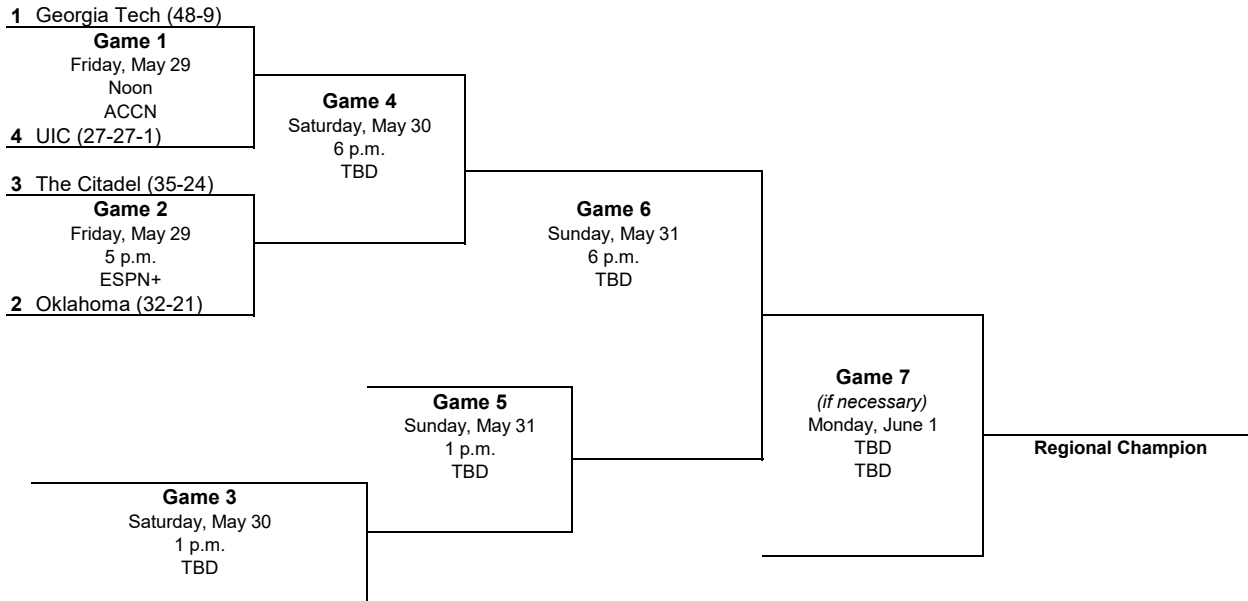 1 Georgia Tech (48-9)
Game 1
Friday, May 29
Noon
ACCN
4 UIC (27-27-1)
Game 4
Saturday, May 30
6 p.m.
TBD
3 The Citadel (35-24)
Game 2
Friday, May 29
5 p.m.
ESPN+
2 Oklahoma (32-21)
Game 6
Sunday, May 31
6 p.m.
TBD
Game 5
Sunday, May 31
1 p.m.
TBD
Game 7
(if necessary)
Monday, June 1
TBD
TBD
Regional Champion
Game 3
Saturday, May 30
1 p.m.
TBD